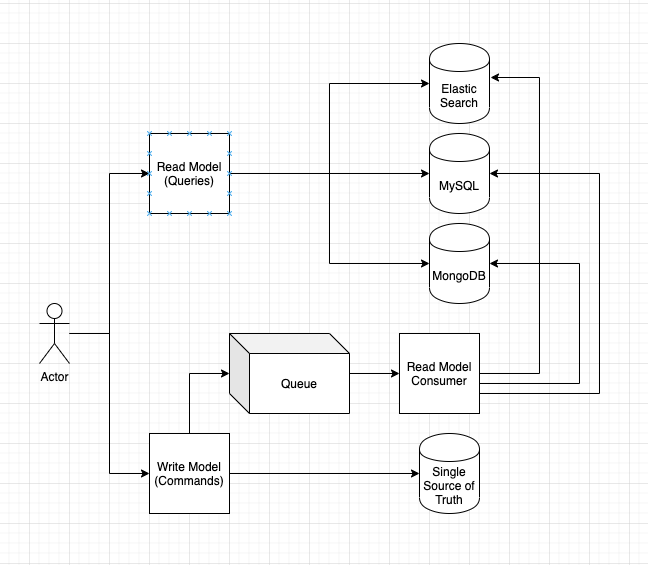 Elastic
Search
Read Model
(Queries)
MySQL
MongoDB
Actor
Queue
Read Model
Consumer
Write Model
(Commands)
Single
Source of
Truth